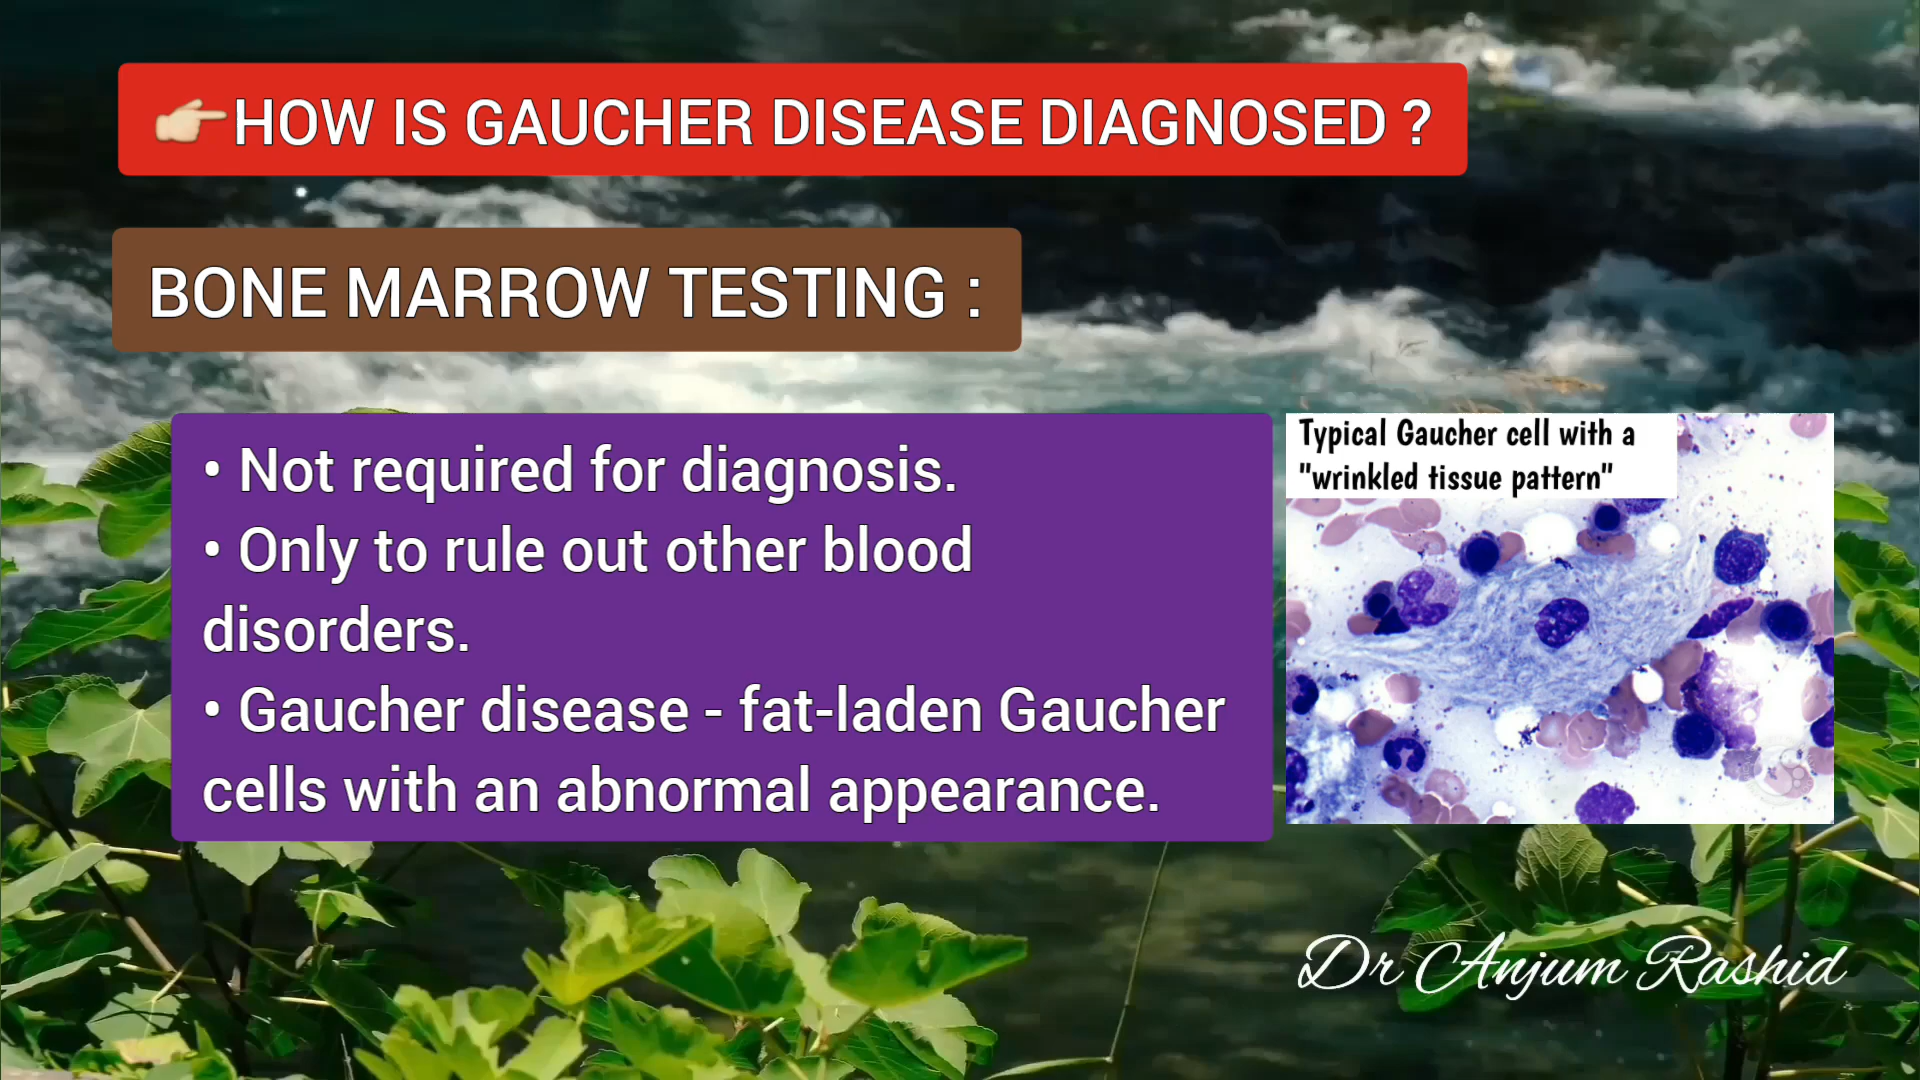 👉🏼HOW IS GAUCHER DISEASE DIAGNOSED ?
BONE MARROW TESTING :
• Not required for diagnosis.
• Only to rule out other blood
disorders.
• Gaucher disease - fat-laden Gaucher
cells with an abnormal appearance.
Typical Gaucher cell with a
"wrinkled tissue pattern"
Dr Anjum Rashid